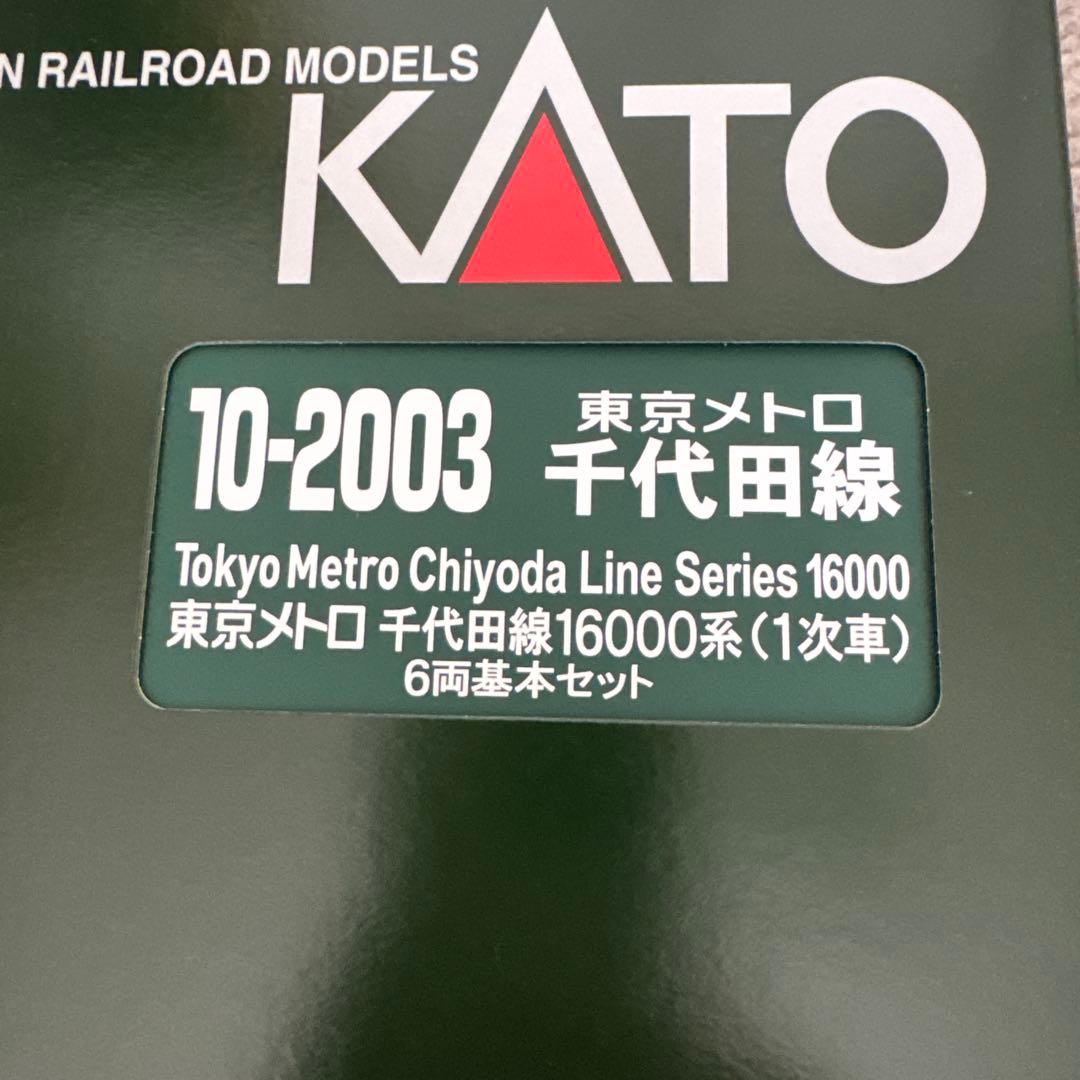 N RAILROAD MODELS
KATO
10-2003
東京メトロ
千代田線
Tokyo Metro Chiyoda Line Series 16000
東京メトロ 千代田線16000系(1次車)
6両基本セット